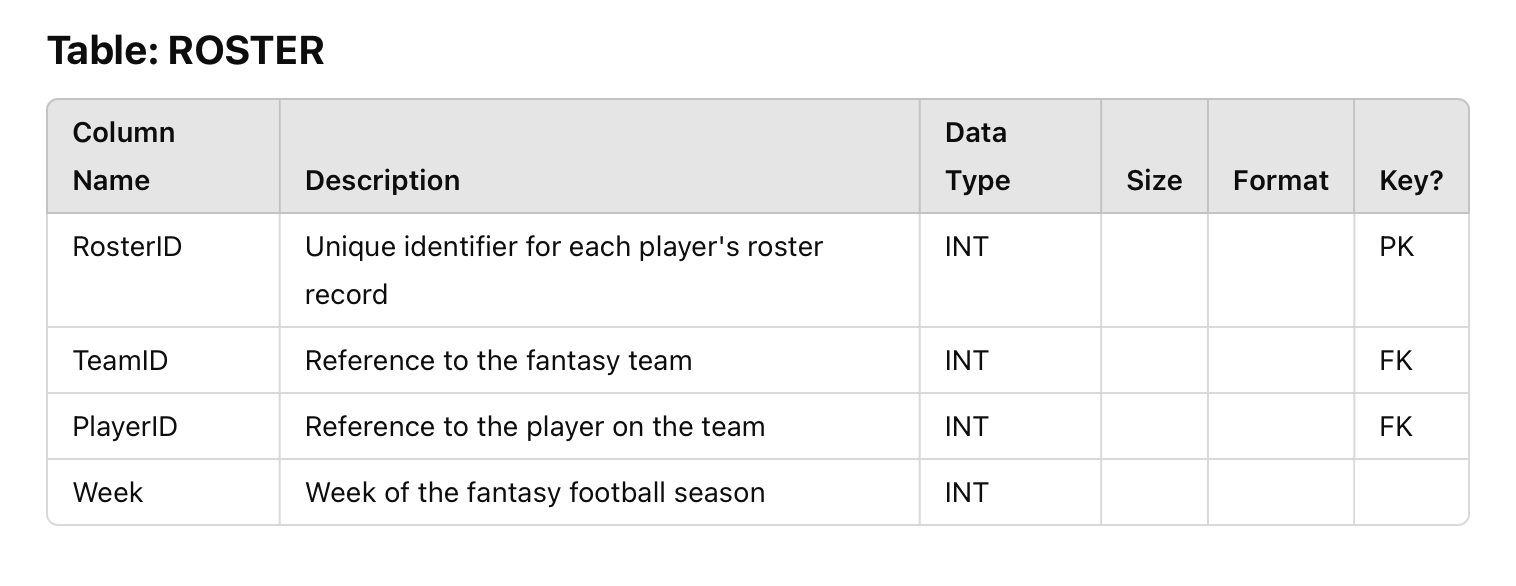 Table: ROSTER
Column Name Description Data Type Size Format Key?
RosterID Unique identifier for each player's roster record INT PK
TeamID Reference to the fantasy team INT FK
PlayerID Reference to the player on the team INT FK
Week Week of the fantasy football season INT